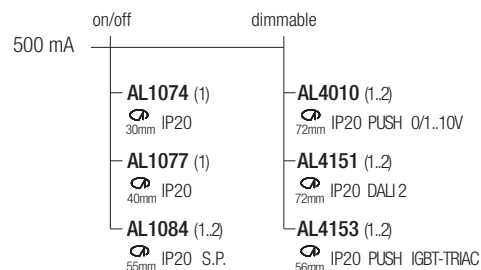 on/off dimmable
500 mA
AL1074 (1) AL4010 (1..2)
30mm IP20 72mm IP20 PUSH 0/1..10V
AL1077 (1) AL4151 (1..2)
40mm IP20 72mm IP20 DALI 2
AL1084 (1..2) AL4153 (1..2)
55mm IP20 S.P. 56mm IP20 PUSH IGBT-TRIAC